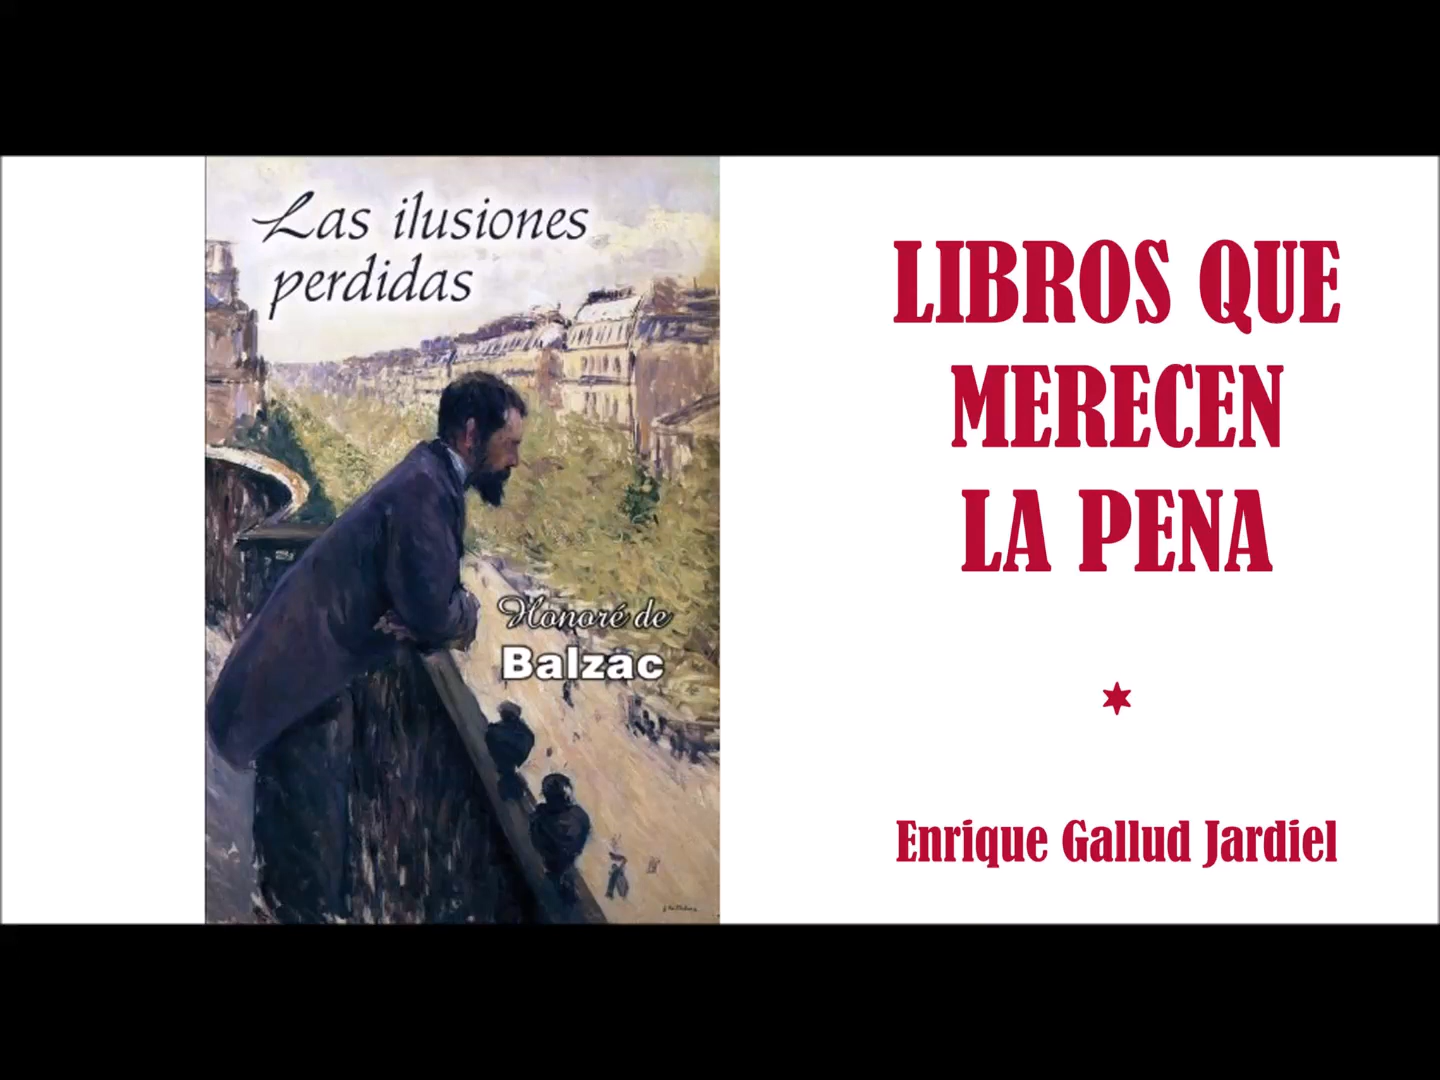 Las ilusiones
perdidas
Honoré de
Balzac
LIBROS QUE
MERECEN
LA PENA
Enrique Gallud Jardiel